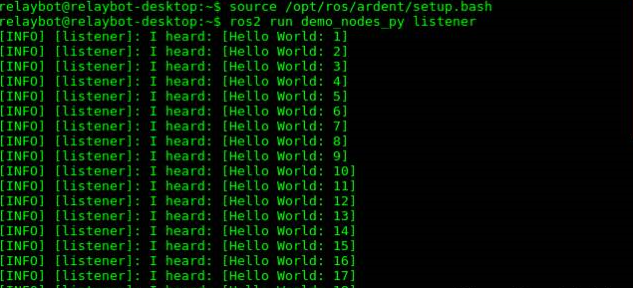 relaybot@relaybot-desktop:~$ source /opt/ros/ardent/setup.bash
relaybot@relaybot-desktop:~$ ros2 run demo_nodes_py listener
[INFO] [listener]: I heard: [Hello World: 1]
[INFO] [listener]: I heard: [Hello World: 2]
[INFO] [listener]: I heard: [Hello World: 3]
[INFO] [listener]: I heard: [Hello World: 4]
[INFO] [listener]: I heard: [Hello World: 5]
[INFO] [listener]: I heard: [Hello World: 6]
[INFO] [listener]: I heard: [Hello World: 7]
[INFO] [listener]: I heard: [Hello World: 8]
[INFO] [listener]: I heard: [Hello World: 9]
[INFO] [listener]: I heard: [Hello World: 10]
[INFO] [listener]: I heard: [Hello World: 11]
[INFO] [listener]: I heard: [Hello World: 12]
[INFO] [listener]: I heard: [Hello World: 13]
[INFO] [listener]: I heard: [Hello World: 14]
[INFO] [listener]: I heard: [Hello World: 15]
[INFO] [listener]: I heard: [Hello World: 16]
[INFO] [listener]: I heard: [Hello World: 17]